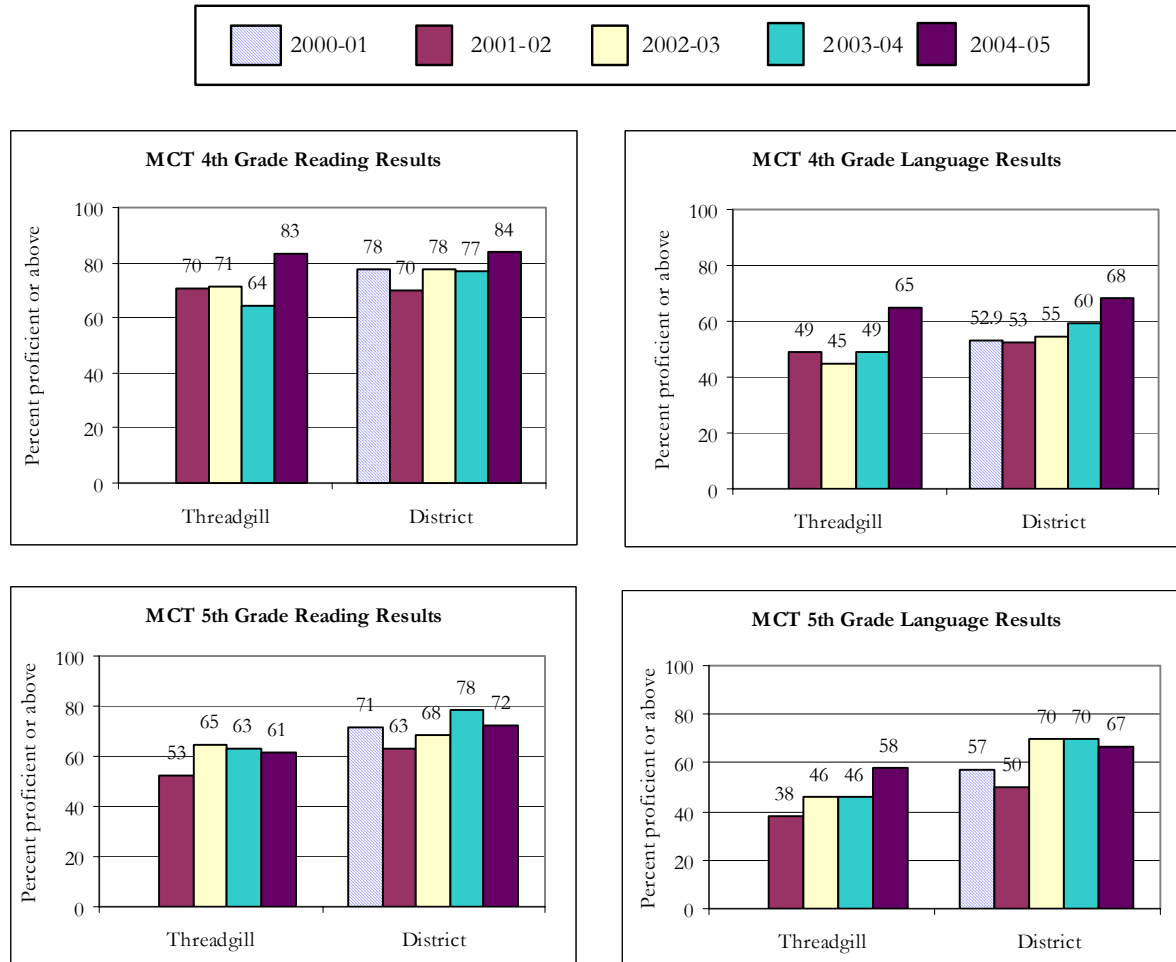 2000-01 2001-02 2002-03 2003-04 2004-05
MCT 4th Grade Reading Results
Percent proficient or above
100
80
60
40
20
0
70 71 64 83
78 70 78 77 84
Threadgill District
MCT 4th Grade Language Results
Percent proficient or above
100
80
60
40
20
0
49 45 49 65
52.9 53 55 60 68
Threadgill District
MCT 5th Grade Reading Results
Percent proficient or above
100
80
60
40
20
0
53 65 63 61
71 63 68 78 72
Threadgill District
MCT 5th Grade Language Results
Percent proficient or above
100
80
60
40
20
0
38 46 46 58
57 50 70 70 67
Threadgill District